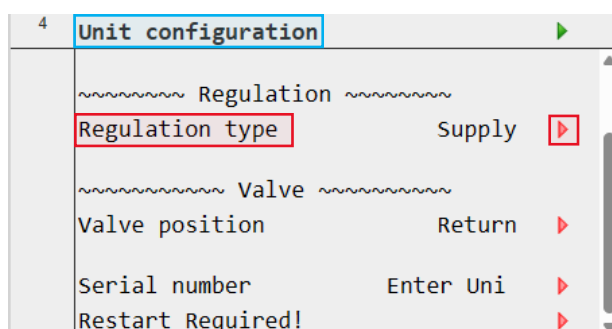 4
Unit configuration
~~~~~~~~ Regulation ~~~~~~~~
Regulation type Supply
~~~~~~~~~~~ Valve ~~~~~~~~~~
Valve position Return
Serial number Enter Uni
Restart Required!